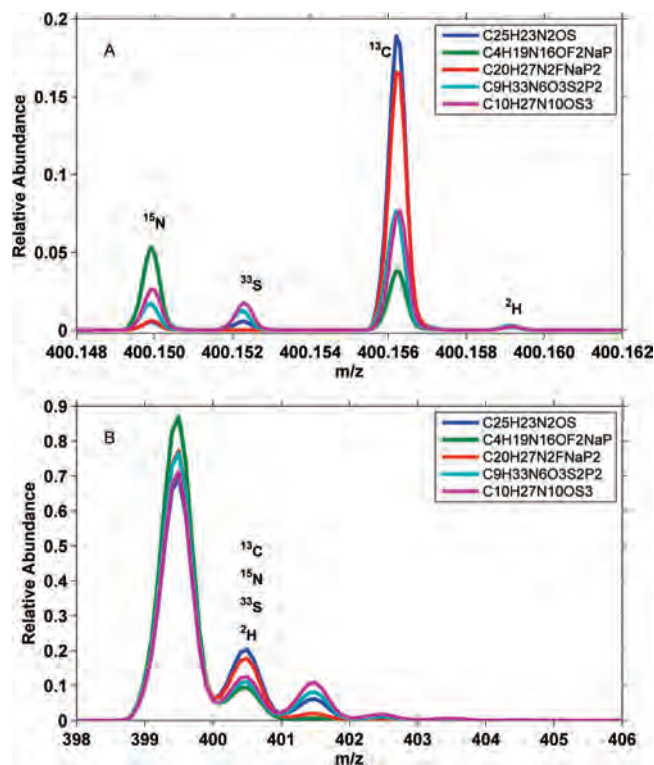 A
0.2
0.15
0.1
0.05
0
Relative Abundance
15N
33S
13C
2H
C25H23N2OS
C4H19N16OF2NaP
C20H27N2FNaP2
C9H33N6O3S2P2
C10H27N10OS3
400.148 400.150 400.152 400.154 400.156 400.158 400.160 400.162
m/z
B
0.9
0.8
0.7
0.6
0.5
0.4
0.3
0.2
0.1
0
Relative Abundance
13C
15N
33S
2H
C25H23N2OS
C4H19N16OF2NaP
C20H27N2FNaP2
C9H33N6O3S2P2
C10H27N10OS3
398 399 400 401 402 403 404 405 406
m/z